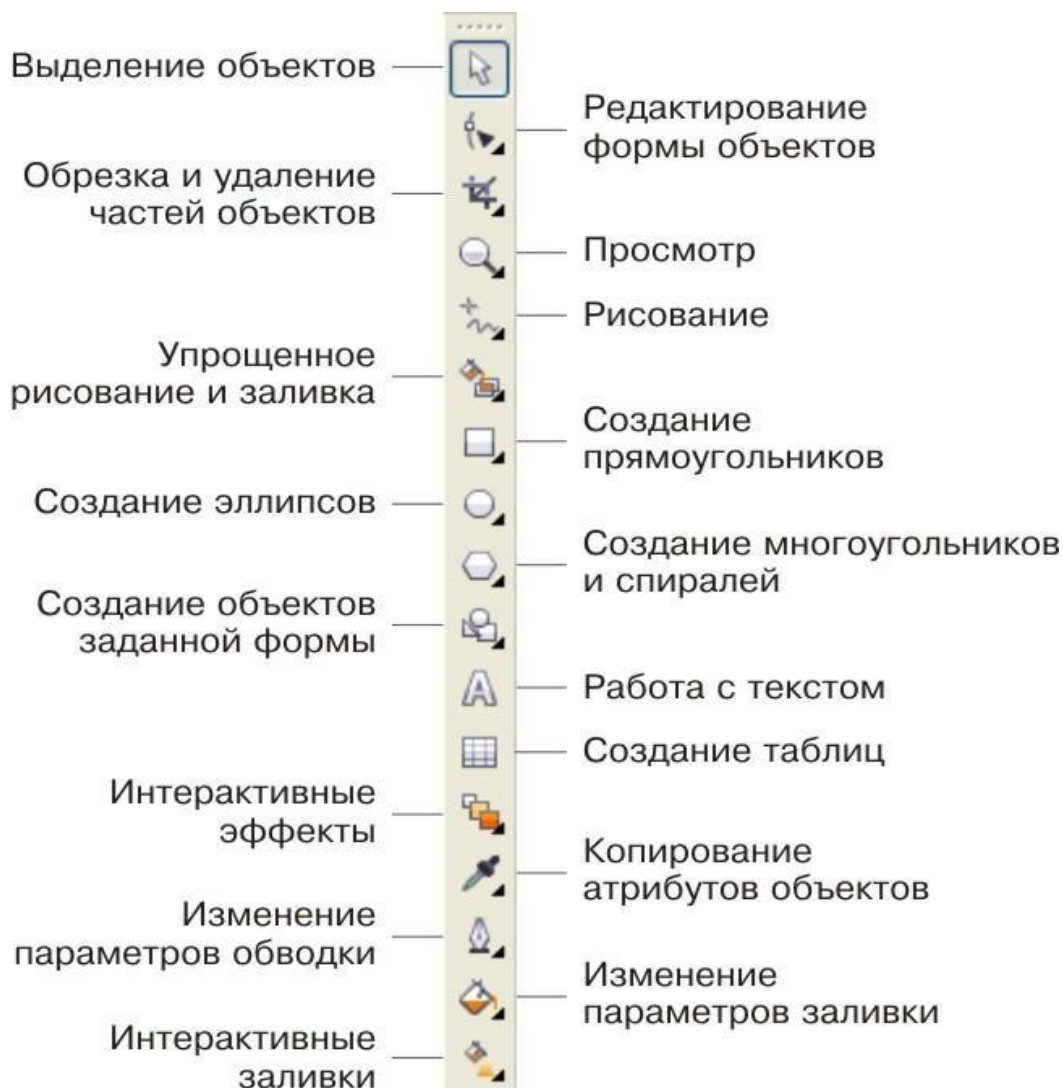 Выделение объектов
Редактирование
формы объектов
Обрезка и удаление
частей объектов
Просмотр
Рисование
Упрощенное
рисование и заливка
Создание
прямоугольников
Создание эллипсов
Создание многоугольников
и спиралей
Создание объектов
заданной формы
Работа с текстом
Создание таблиц
Интерактивные
эффекты
Копирование
атрибутов объектов
Изменение
параметров обводки
Изменение
параметров заливки
Интерактивные
заливки